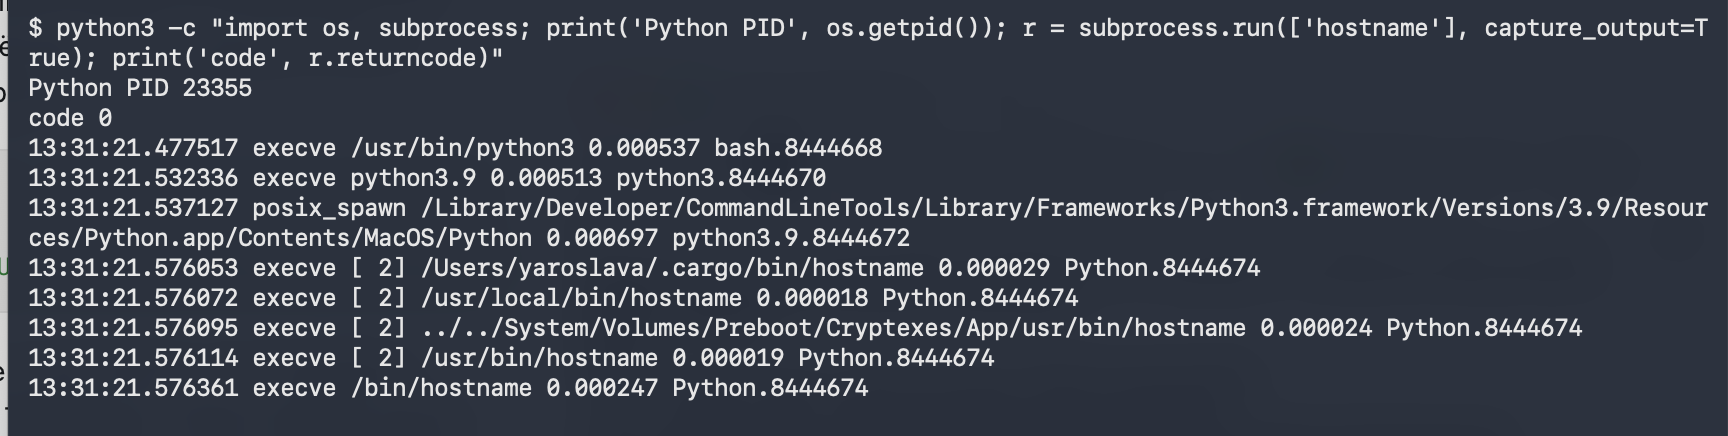 $ python3 -c "import os, subprocess; print('Python PID', os.getpid()); r = subprocess.run(['hostname'], capture_output=T
rue); print('code', r.returncode)"
Python PID 23355
code 0
13:31:21.477517 execve /usr/bin/python3 0.000537 bash.8444668
13:31:21.532336 execve python3.9 0.000513 python3.8444670
13:31:21.537127 posix_spawn /Library/Developer/CommandLineTools/Library/Frameworks/Python3.framework/Versions/3.9/Resour
ces/Python.app/Contents/MacOS/Python 0.000697 python3.9.8444672
13:31:21.576053 execve [ 2] /Users/yaroslava/.cargo/bin/hostname 0.000029 Python.8444674
13:31:21.576072 execve [ 2] /usr/local/bin/hostname 0.000018 Python.8444674
13:31:21.576095 execve [ 2] ../../System/Volumes/Preboot/Cryptexes/App/usr/bin/hostname 0.000024 Python.8444674
13:31:21.576114 execve [ 2] /usr/bin/hostname 0.000019 Python.8444674
13:31:21.576361 execve /bin/hostname 0.000247 Python.8444674